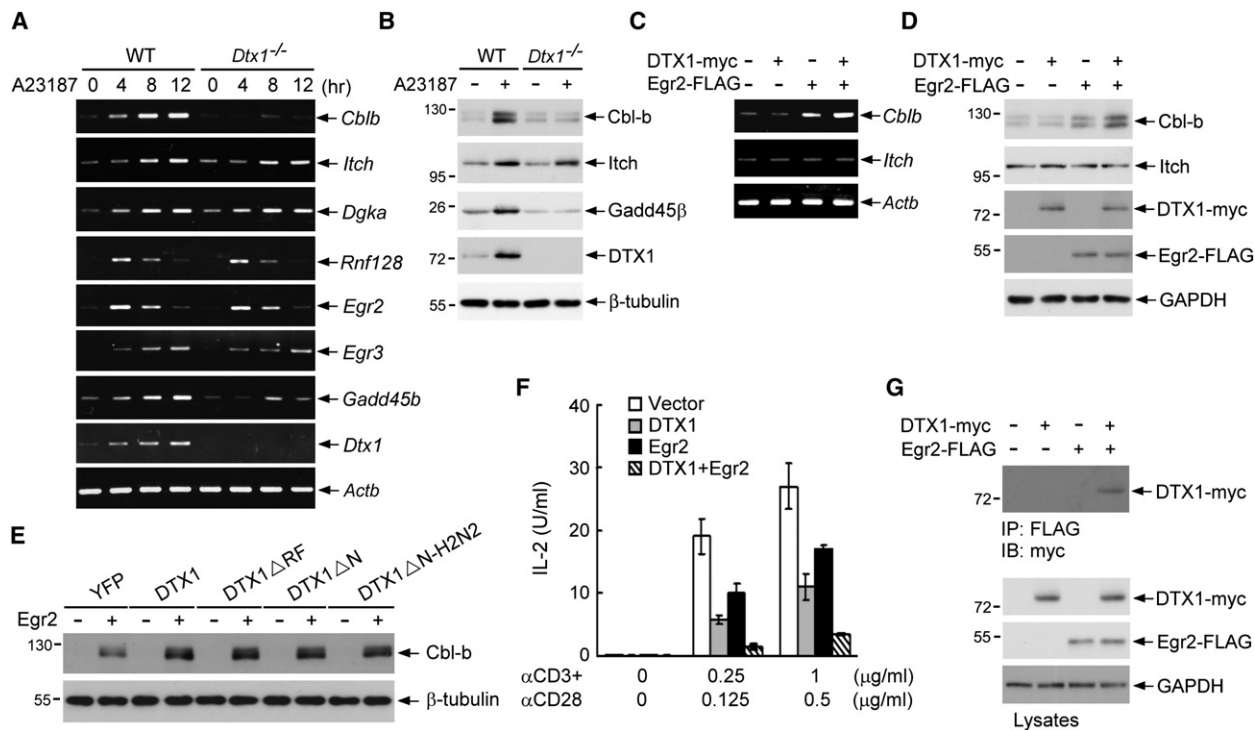 A
WT Dtx1-/-
A23187 0 4 8 12 0 4 8 12 (hr)
Cblb
Itch
Dgka
Rnf128
Egr2
Egr3
Gadd45b
Dtx1
Actb
B
WT Dtx1-/-
A23187 - + - +
130- Cbl-b
Itch
95-
26- Gadd45β
72- DTX1
55- β-tubulin
C
DTX1-myc - + - +
Egr2-FLAG - - + +
Cblb
Itch
Actb
D
DTX1-myc - + - +
Egr2-FLAG - - + +
130- Cbl-b
Itch
95-
72- DTX1-myc
55- Egr2-FLAG
GAPDH
E
YFP DTX1 DTX1△RF DTX1△N DTX1△N-H2N2
Egr2 - + - + - + - + - +
130- Cbl-b
55- β-tubulin
F
Vector
DTX1
Egr2
DTX1+Egr2
IL-2 (U/ml)
40
30
20
10
0
αCD3+ 0 0.25 1 (μg/ml)
αCD28 0 0.125 0.5 (μg/ml)
G
DTX1-myc - + - +
Egr2-FLAG - - + +
72- DTX1-myc
IP: FLAG
IB: myc
72- DTX1-myc
55- Egr2-FLAG
GAPDH
Lysates